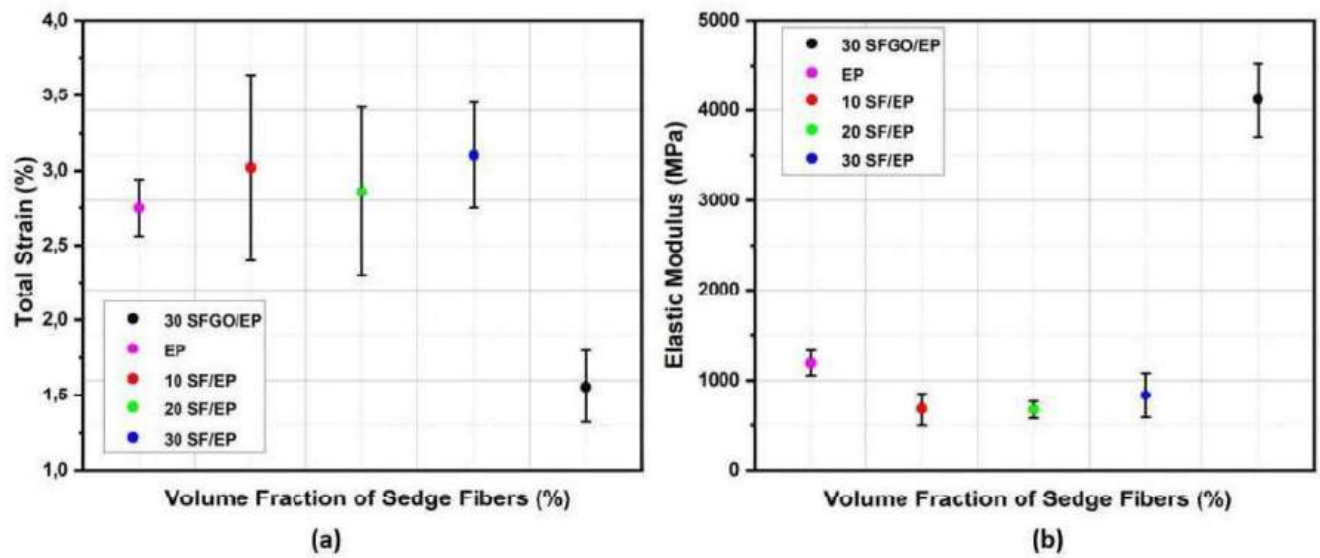 4,0
3,5
3,0
2,5
2,0
1,5
1,0
Total Strain (%)
30 SFGO/EP
EP
10 SF/EP
20 SF/EP
30 SF/EP
Volume Fraction of Sedge Fibers (%)
(a)
5000
4000
3000
2000
1000
0
Elastic Modulus (MPa)
30 SFGO/EP
EP
10 SF/EP
20 SF/EP
30 SF/EP
Volume Fraction of Sedge Fibers (%)
(b)